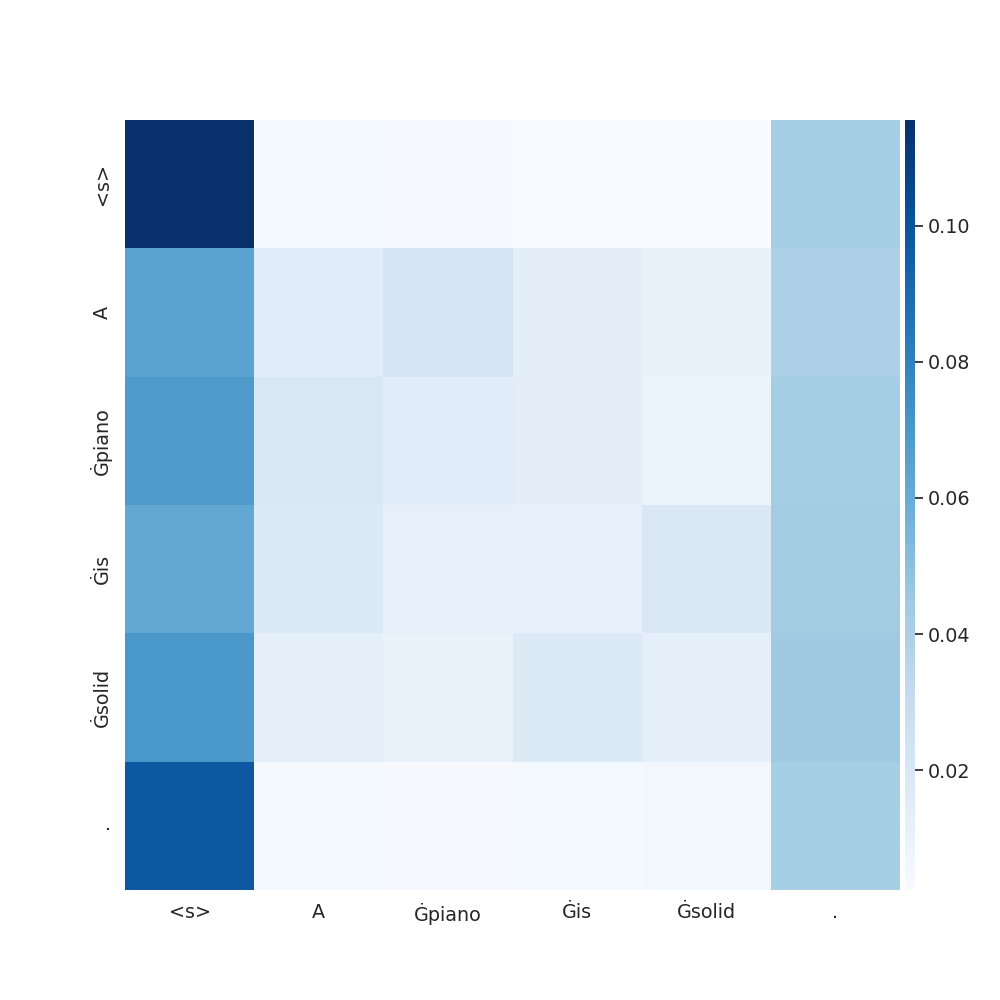 <s>
A
Ġpiano
Ġis
Ġsolid
.
0.10
0.08
0.06
0.04
0.02
<s> A Ġpiano Ġis Ġsolid .